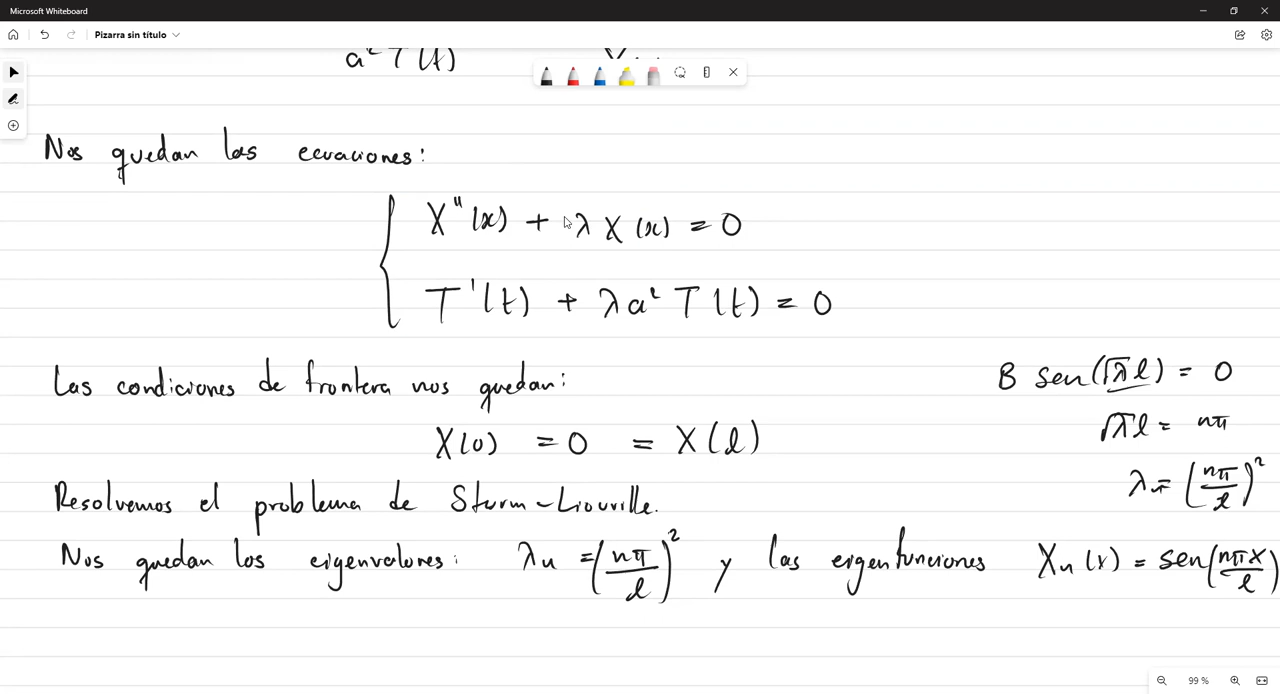 Microsoft Whiteboard
Pizarra sin título
a² T(t)
Nos quedan las ecuaciones:
X''(x) + λ X(x) = 0
T'(t) + λa² T(t) = 0
Las condiciones de frontera nos quedan:
X(0) = 0 = X(l)
B sen(√λ l) = 0
√λ l = nπ
λ = (nπ/l)²
Resolvemos el problema de Sturm-Liouville.
Nos quedan los eigenvalores: λn = (nπ/l)² y las eigenfunciones Xn(x) = sen(nπx/l)
99 %